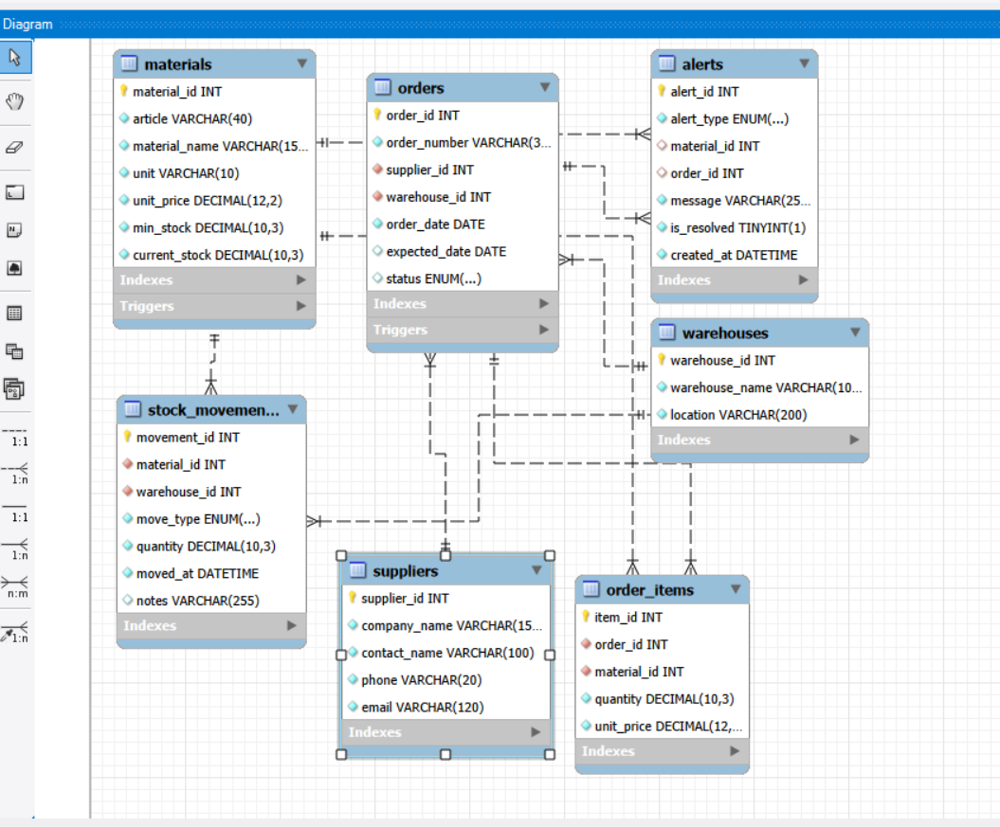 Diagram
materials
material_id INT
article VARCHAR(40)
material_name VARCHAR(15...
unit VARCHAR(10)
unit_price DECIMAL(12,2)
min_stock DECIMAL(10,3)
current_stock DECIMAL(10,3)
Indexes
Triggers
orders
order_id INT
order_number VARCHAR(3...
supplier_id INT
warehouse_id INT
order_date DATE
expected_date DATE
status ENUM(...)
Indexes
Triggers
alerts
alert_id INT
alert_type ENUM(...)
material_id INT
order_id INT
message VARCHAR(25...
is_resolved TINYINT(1)
created_at DATETIME
Indexes
warehouses
warehouse_id INT
warehouse_name VARCHAR(10...
location VARCHAR(200)
Indexes
stock_movemen...
movement_id INT
material_id INT
warehouse_id INT
move_type ENUM(...)
quantity DECIMAL(10,3)
moved_at DATETIME
notes VARCHAR(255)
Indexes
suppliers
supplier_id INT
company_name VARCHAR(15...
contact_name VARCHAR(100)
phone VARCHAR(20)
email VARCHAR(120)
Indexes
order_items
item_id INT
order_id INT
material_id INT
quantity DECIMAL(10,3)
unit_price DECIMAL(12,...
Indexes
1:1
1:n
1:1
1:n
n:m
1:n